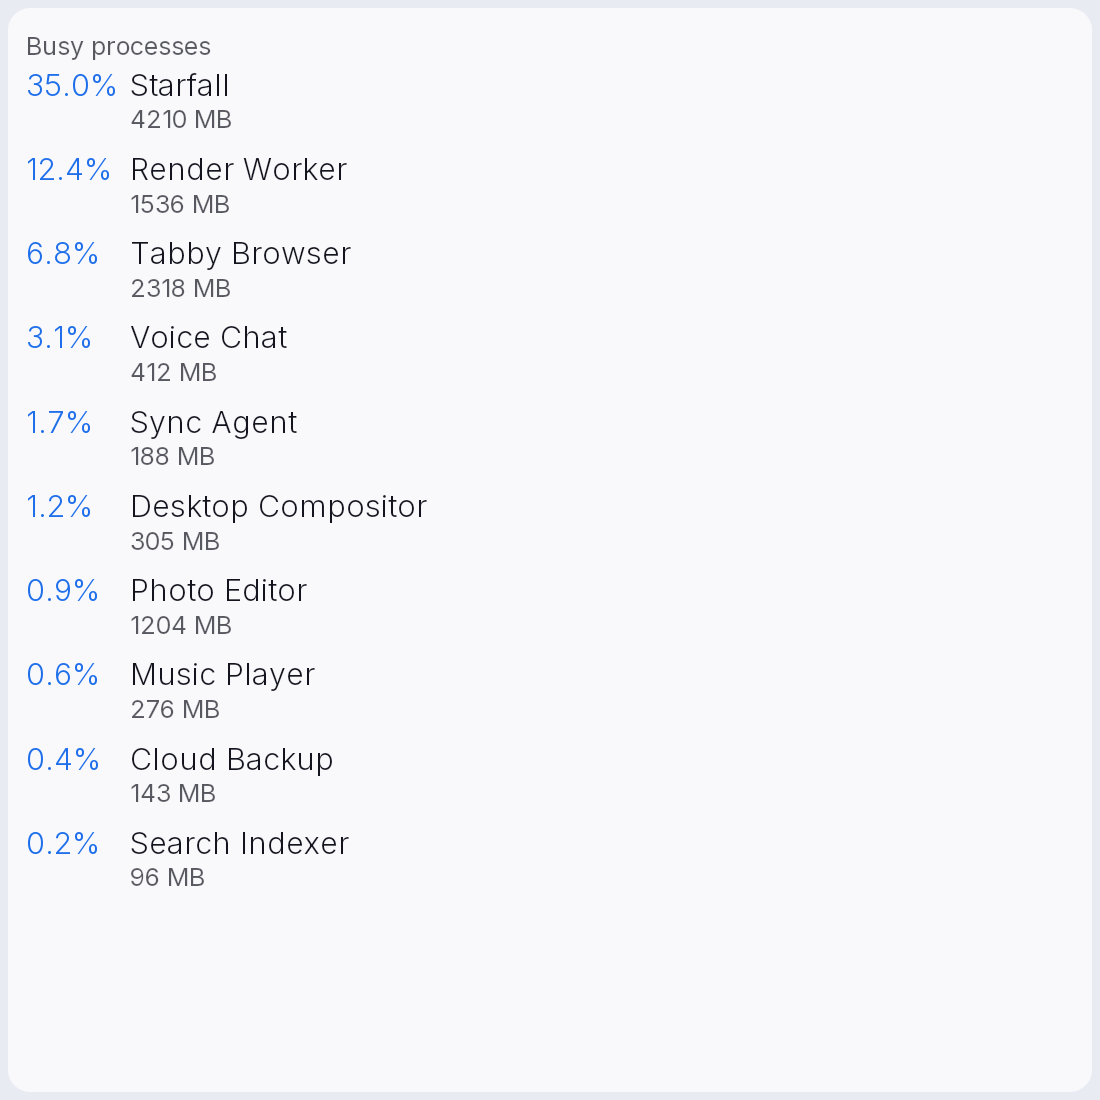 Busy processes
35.0% Starfall
4210 MB
12.4% Render Worker
1536 MB
6.8% Tabby Browser
2318 MB
3.1% Voice Chat
412 MB
1.7% Sync Agent
188 MB
1.2% Desktop Compositor
305 MB
0.9% Photo Editor
1204 MB
0.6% Music Player
276 MB
0.4% Cloud Backup
143 MB
0.2% Search Indexer
96 MB